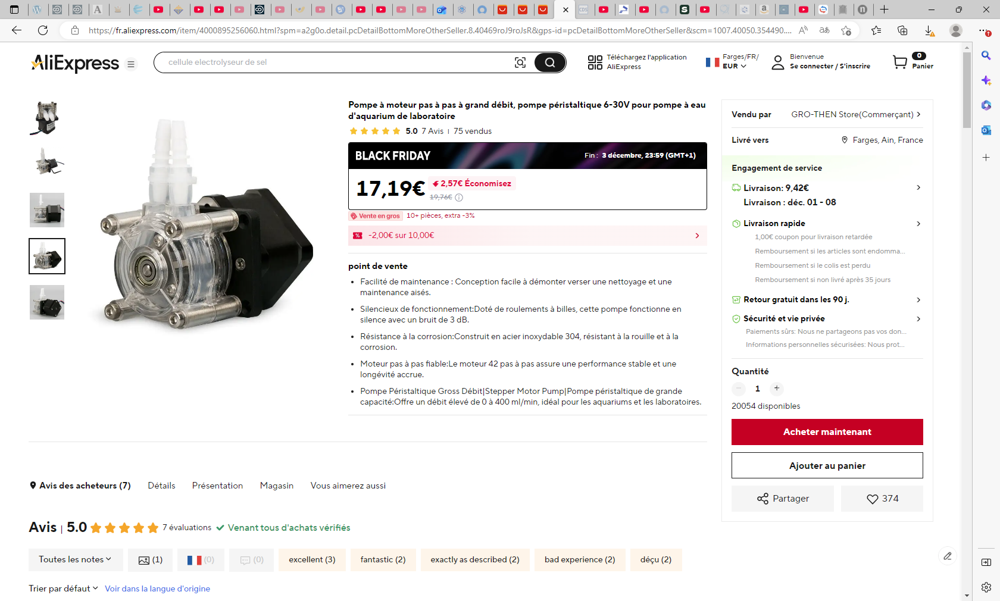 https://fr.aliexpress.com/item/4000895256060.html?spm=a2g0o.detail.pcDetailBottomMoreOtherSeller.8.40469roJ9roJsR&gps-id=pcDetailBottomMoreOtherSeller&scm=1007.40050.354490....
AliExpress
cellule electrolyseur de sel
Téléchargez l'application
AliExpress
Farges/FR/
EUR
Bienvenue
Se connecter / S'inscrire
0
Panier
Pompe à moteur pas à pas à grand débit, pompe péristaltique 6-30V pour pompe à eau
d'aquarium de laboratoire
5.0 7 Avis | 75 vendus
BLACK FRIDAY
Fin : 3 décembre, 23:59 (GMT+1)
17,19€
2,57€ Économisez
19,76€
Vente en gros 10+ pièces, extra -3%
-2,00€ sur 10,00€
point de vente
• Facilité de maintenance : Conception facile à démonter verser une nettoyage et une
maintenance aisés.
• Silencieux de fonctionnement:Doté de roulements à billes, cette pompe fonctionne en
silence avec un bruit de 3 dB.
• Résistance à la corrosion:Construit en acier inoxydable 304, résistant à la rouille et à la
corrosion.
• Moteur pas à pas fiable:Le moteur 42 pas à pas assure une performance stable et une
longévité accrue.
• Pompe Péristaltique Gross Débit|Stepper Motor Pump|Pompe péristaltique de grande
capacité:Offre un débit élevé de 0 à 400 ml/min, idéal pour les aquariums et les laboratoires.
Vendu par GRO-THEN Store(Commerçant)
Livré vers Farges, Ain, France
Engagement de service
Livraison: 9,42€
Livraison : déc. 01 - 08
Livraison rapide
1,00€ coupon pour livraison retardée
Remboursement si les articles sont endomma...
Remboursement si le colis est perdu
Remboursement si non livré après 35 jours
Retour gratuit dans les 90 j.
Sécurité et vie privée
Paiements sûrs: Nous ne partageons pas vos don...
Informations personnelles sécurisées: Nous prot...
Quantité
− 1 +
20054 disponibles
Acheter maintenant
Ajouter au panier
Partager
374
Avis des acheteurs (7) Détails Présentation Magasin Vous aimerez aussi
Avis | 5.0 7 évaluations Venant tous d'achats vérifiés
Toutes les notes (1) (0) (0) excellent (3) fantastic (2) exactly as described (2) bad experience (2) déçu (2)
Trier par défaut Voir dans la langue d'origine